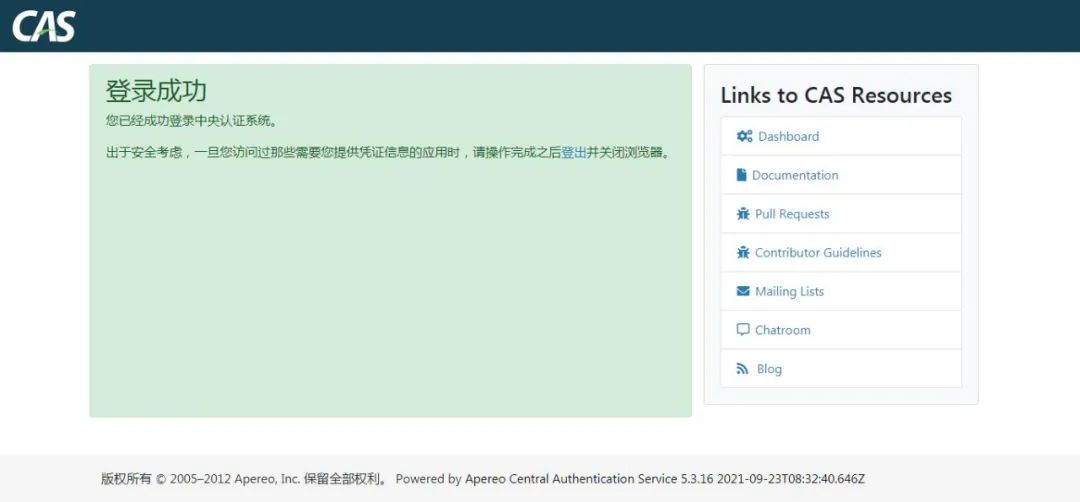 CAS
登录成功
您已经成功登录中央认证系统。
出于安全考虑，一旦您访问过那些需要您提供凭证信息的应用时，请操作完成之后登出并关闭浏览器。
Links to CAS Resources
Dashboard
Documentation
Pull Requests
Contributor Guidelines
Mailing Lists
Chatroom
Blog
版权所有 © 2005–2012 Apereo, Inc. 保留全部权利。 Powered by Apereo Central Authentication Service 5.3.16 2021-09-23T08:32:40.646Z